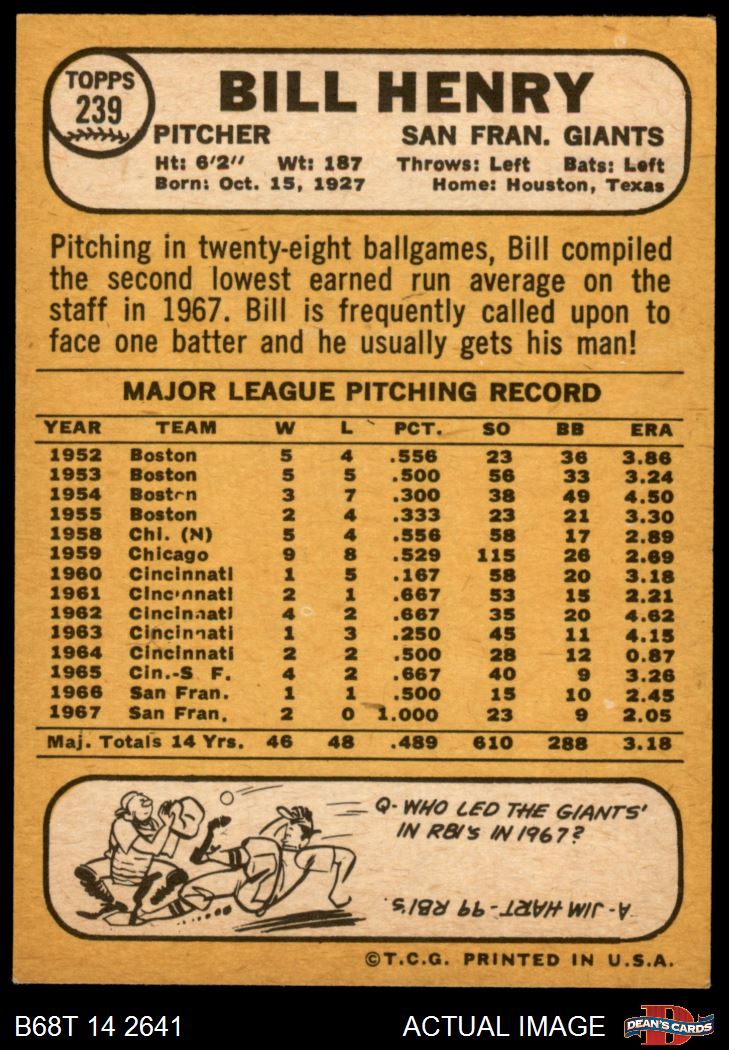 TOPPS
239
BILL HENRY
PITCHER SAN FRAN. GIANTS
Ht: 6'2" Wt: 187 Throws: Left Bats: Left
Born: Oct. 15, 1927 Home: Houston, Texas
Pitching in twenty-eight ballgames, Bill compiled
the second lowest earned run average on the
staff in 1967. Bill is frequently called upon to
face one batter and he usually gets his man!
MAJOR LEAGUE PITCHING RECORD
YEAR TEAM W L PCT. SO BB ERA
1952 Boston 5 4 .556 23 36 3.86
1953 Boston 5 5 .500 56 33 3.24
1954 Boston 3 7 .300 38 49 4.50
1955 Boston 2 4 .333 23 21 3.30
1958 Chi. (N) 5 4 .556 58 17 2.89
1959 Chicago 9 8 .529 115 26 2.69
1960 Cincinnati 1 5 .167 58 20 3.18
1961 Cincinnati 2 1 .667 53 15 2.21
1962 Cincinnati 4 2 .667 35 20 4.62
1963 Cincinnati 1 3 .250 45 11 4.15
1964 Cincinnati 2 2 .500 28 12 0.87
1965 Cin.-S F. 4 2 .667 40 9 3.26
1966 San Fran. 1 1 .500 15 10 2.45
1967 San Fran. 2 0 1.000 23 9 2.05
Maj. Totals 14 Yrs. 46 48 .489 610 288 3.18
Q- WHO LED THE GIANTS'
IN RBI'S IN 1967?
A- JIM HART- 99 RBI'S.
©T.C.G. PRINTED IN U.S.A.
B68T 14 2641 ACTUAL IMAGE
DEAN'S CARDS